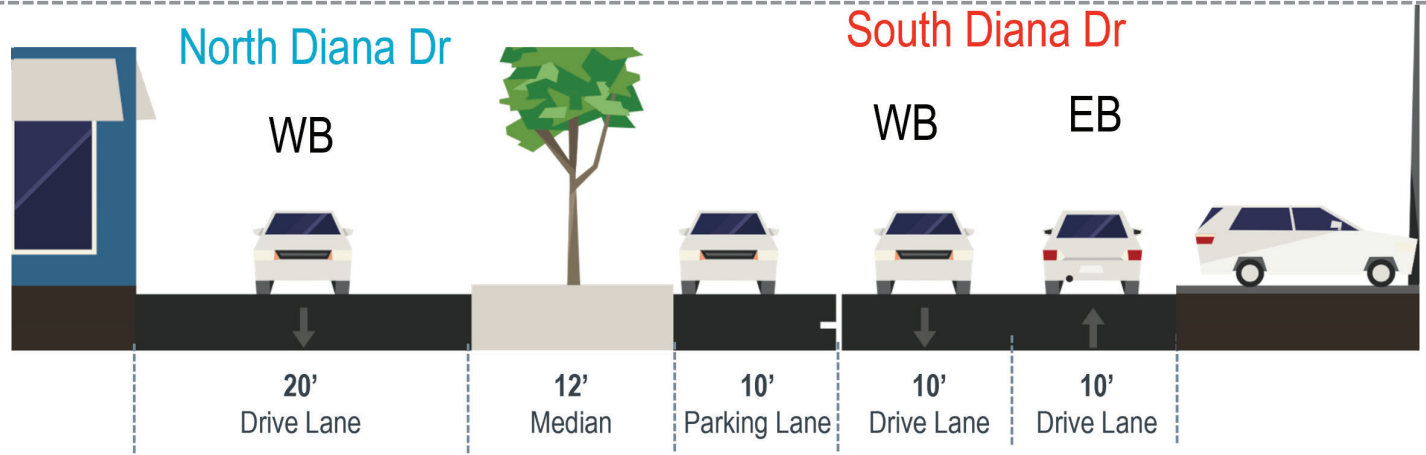 North Diana Dr
South Diana Dr
WB
WB
EB
20'
12'
10'
10'
10'
Drive Lane
Median
Parking Lane
Drive Lane
Drive Lane